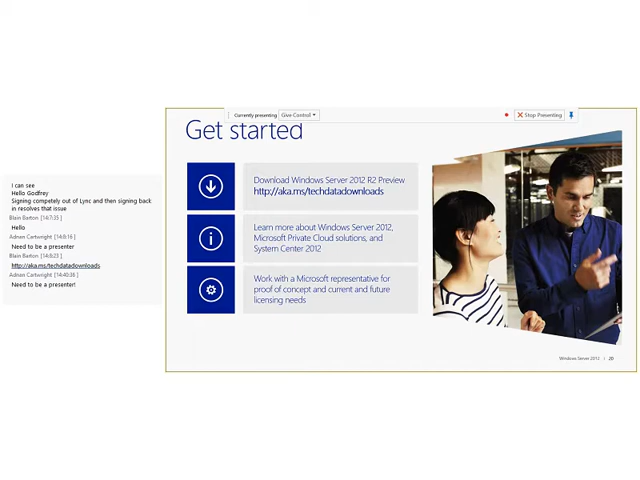 I can see
Hello Godfrey
Signing competely out of Lync and then signing back
in resolves that issue
Blain Barton [14:7:35 ]
Hello
Adnan Cartwright [14:8:16 ]
Need to be a presenter
Blain Barton [14:8:23 ]
http://aka.ms/techdatadownloads
Adnan Cartwright [14:40:36 ]
Need to be a presenter!
Currently presenting
Give Control
Stop Presenting
Get started
Download Windows Server 2012 R2 Preview
http://aka.ms/techdatadownloads
Learn more about Windows Server 2012,
Microsoft Private Cloud solutions, and
System Center 2012
Work with a Microsoft representative for
proof of concept and current and future
licensing needs
Windows Server 2012 | 20